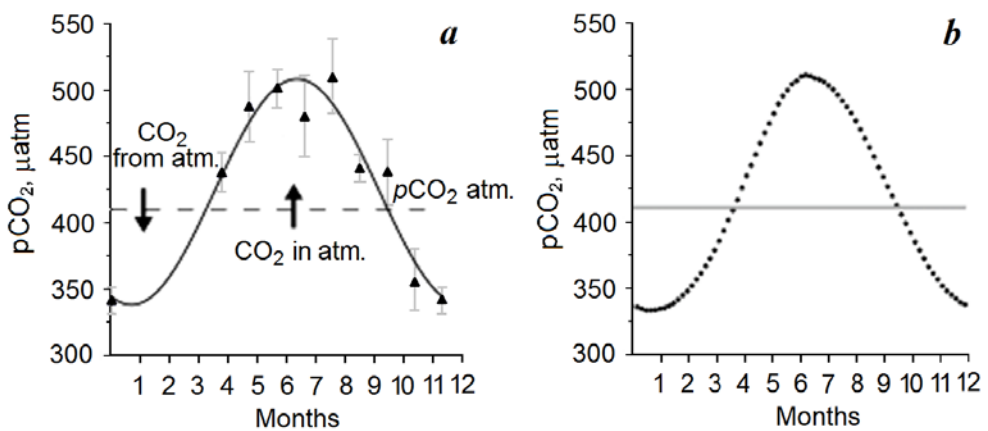 a
550
500
450
400
350
300
pCO₂, μatm
CO₂
from atm.
pCO₂ atm.
CO₂ in atm.
1 2 3 4 5 6 7 8 9 10 11 12
Months
b
550
500
450
400
350
300
pCO₂, μatm
1 2 3 4 5 6 7 8 9 10 11 12
Months